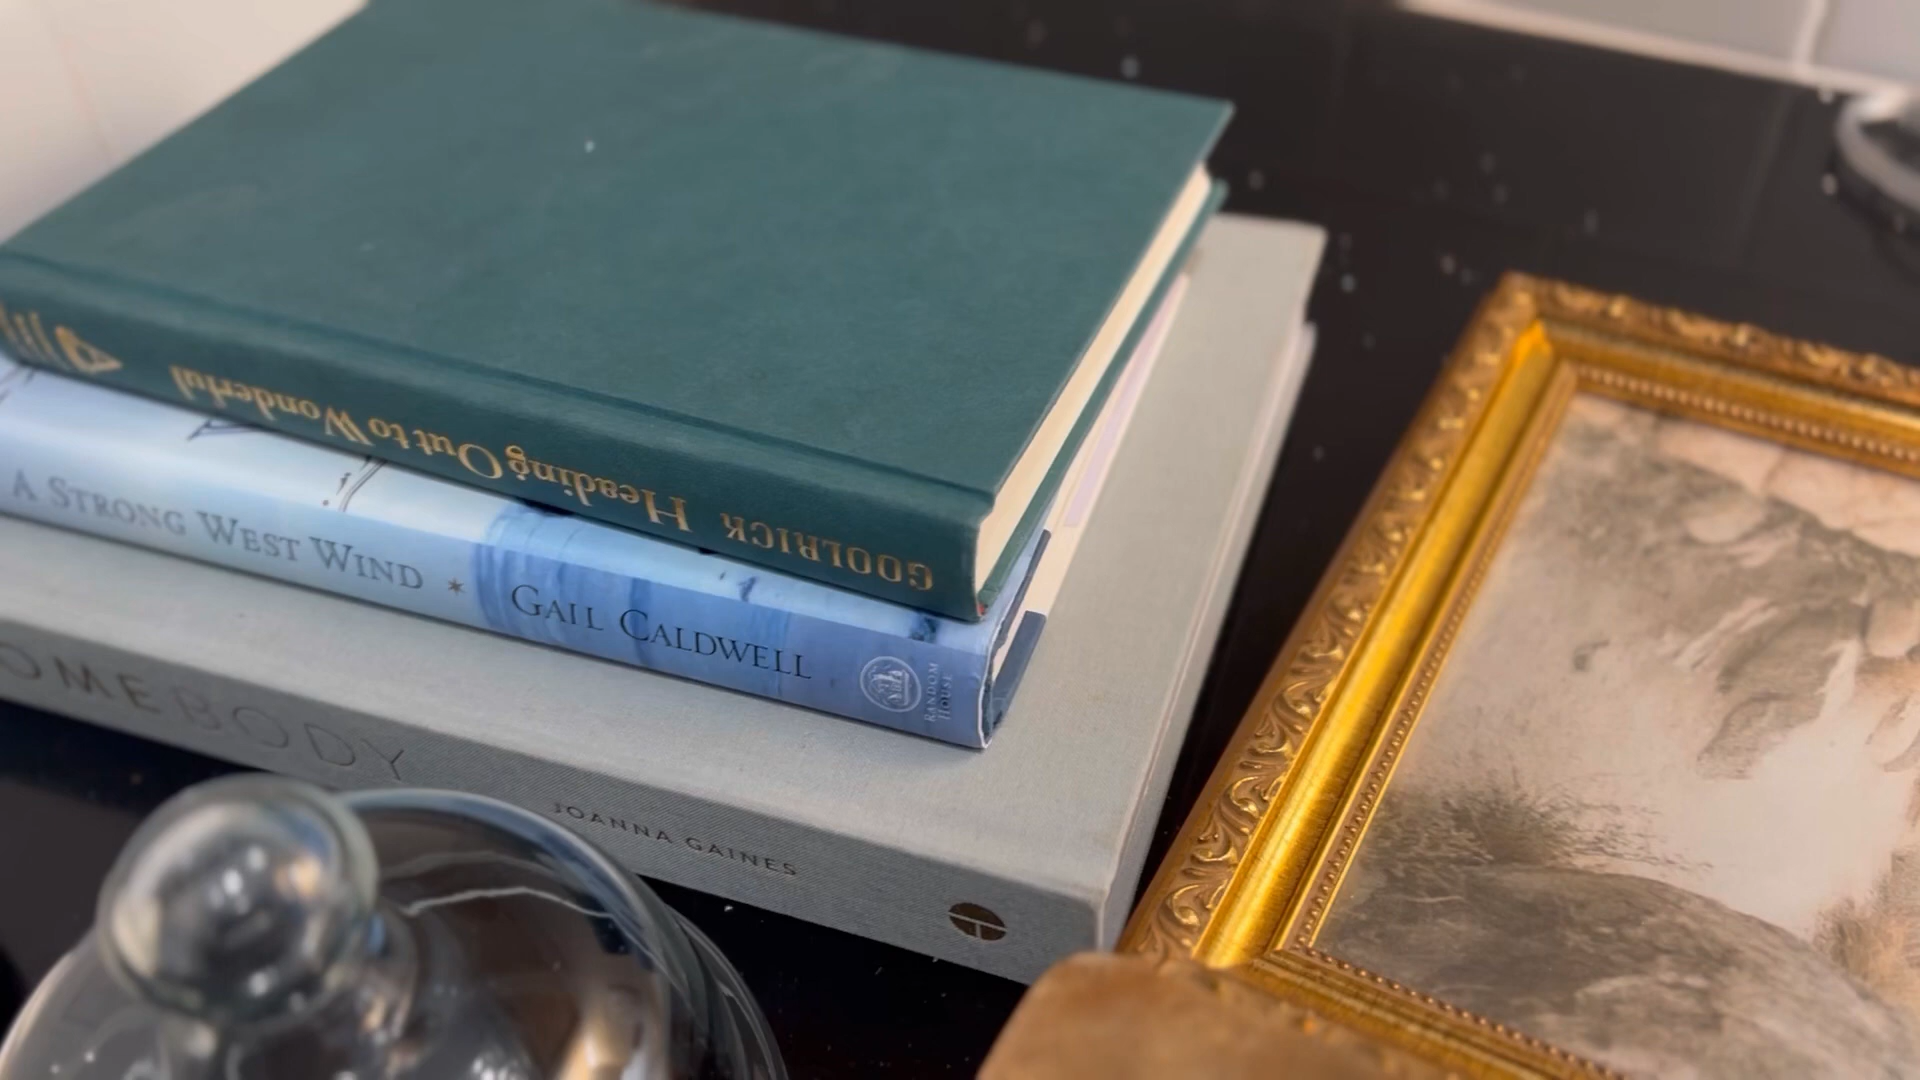 GOOLRICK Heading Out to Wonderful
A STRONG WEST WIND * GAIL CALDWELL RANDOM HOUSE
OMEBODY JOANNA GAINES